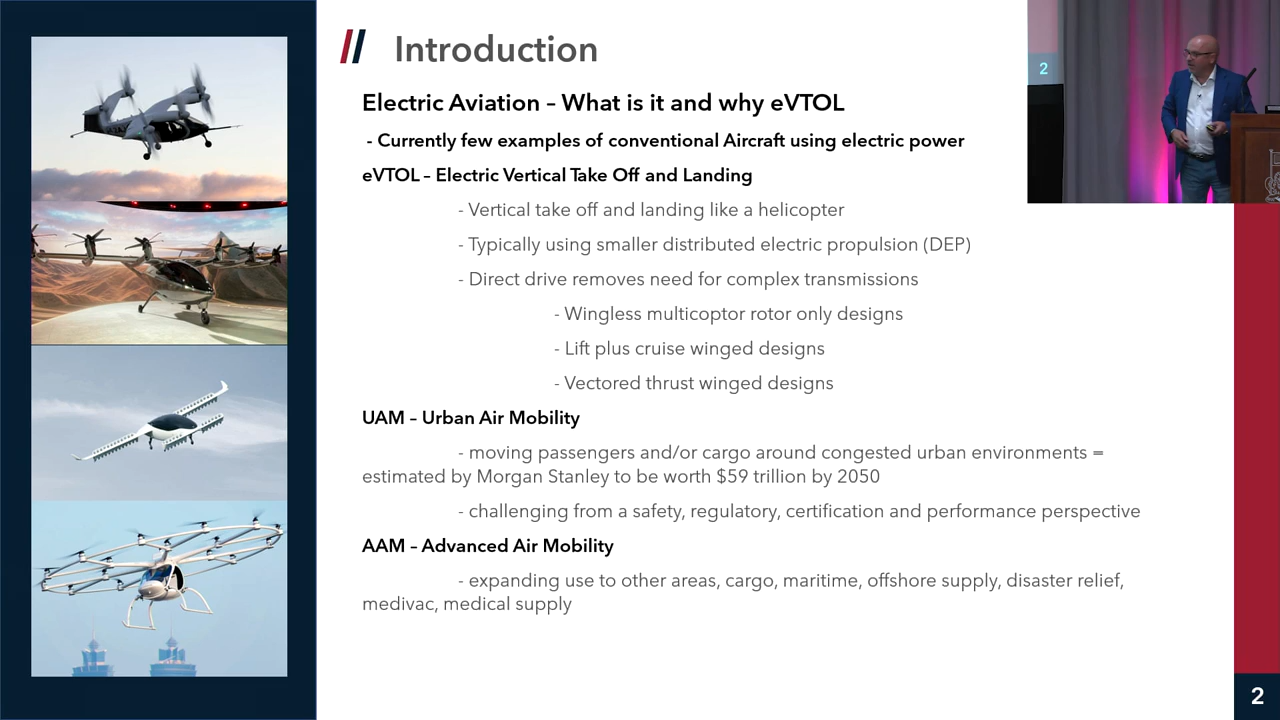 Introduction
Electric Aviation – What is it and why eVTOL
- Currently few examples of conventional Aircraft using electric power
eVTOL – Electric Vertical Take Off and Landing
- Vertical take off and landing like a helicopter
- Typically using smaller distributed electric propulsion (DEP)
- Direct drive removes need for complex transmissions
- Wingless multicoptor rotor only designs
- Lift plus cruise winged designs
- Vectored thrust winged designs
UAM – Urban Air Mobility
- moving passengers and/or cargo around congested urban environments =
estimated by Morgan Stanley to be worth $59 trillion by 2050
- challenging from a safety, regulatory, certification and performance perspective
AAM – Advanced Air Mobility
- expanding use to other areas, cargo, maritime, offshore supply, disaster relief,
medivac, medical supply
2
2